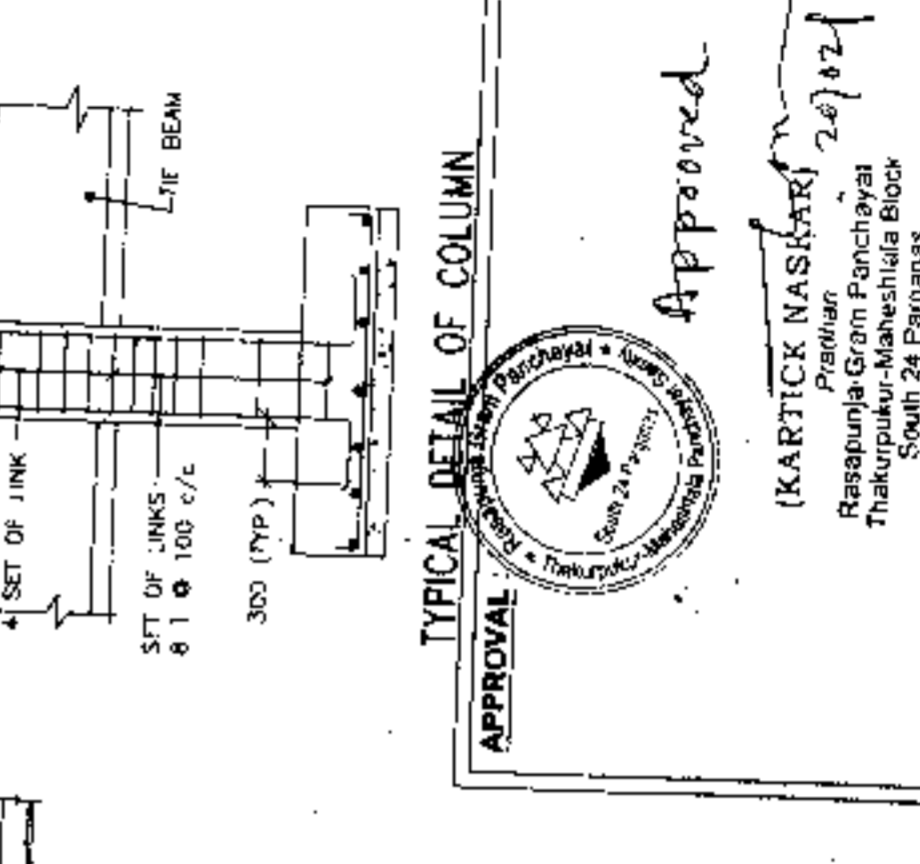 TIE BEAM
SET OF LINK
SET OF LINKS
8 T @ 100 c/c
300 (TYP)
TYPICAL DETAIL OF COLUMN
APPROVAL
Approved
Rasapunja Gram Panchayat
Thakurpukur-Maheshtala Panchayet Samity
South 24 Parganas
(KARTICK NASKAR)
Pradhan
Rasapunja Gram Panchayat
Thakurpukur-Maheshtala Block
South 24 Parganas